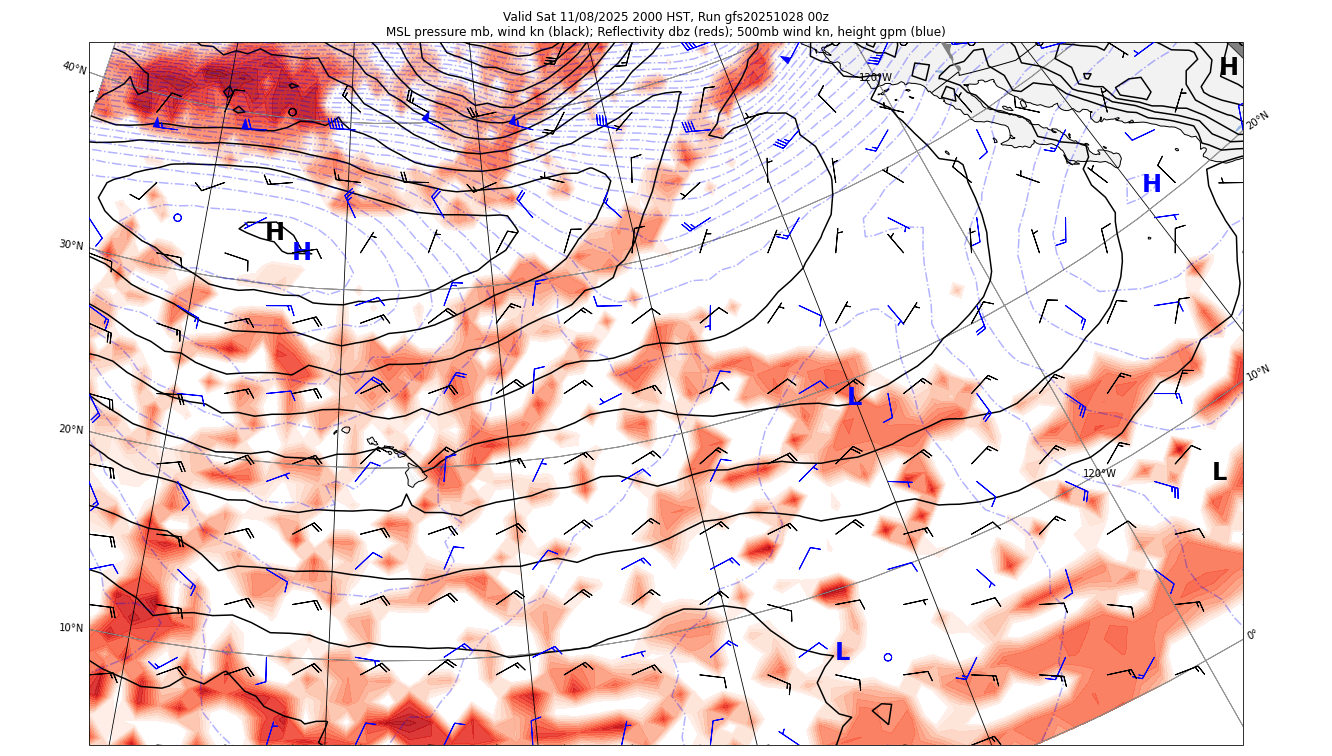 Valid Sat 11/08/2025 2000 HST, Run gfs20251028 00z
MSL pressure mb, wind kn (black); Reflectivity dbz (reds); 500mb wind kn, height gpm (blue)
40°N
120°W
H
20°N
H
H
H
30°N
10°N
L
20°N
120°W
L
10°N
0°
L